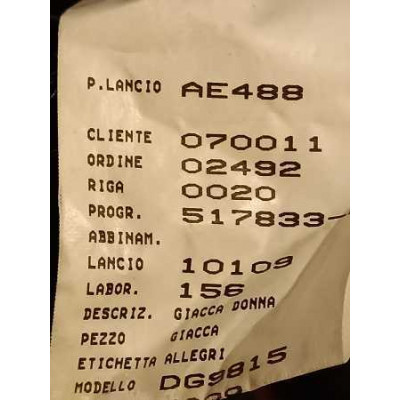 P.LANCIO AE488
CLIENTE 070011
ORDINE 02492
RIGA 0020
PROGR. 517833-
ABBINAM.
LANCIO 10109
LABOR. 156
DESCRIZ. GIACCA DONNA
PEZZO GIACCA
ETICHETTA ALLEGRI
MODELLO DG9815